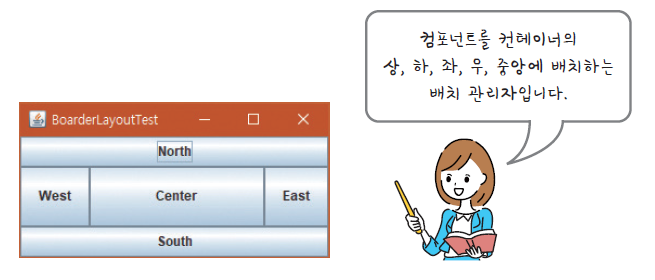 컴포넌트를 컨테이너의
상, 하, 좌, 우, 중앙에 배치하는
배치 관리자입니다.
BoarderLayoutTest
North
West Center East
South